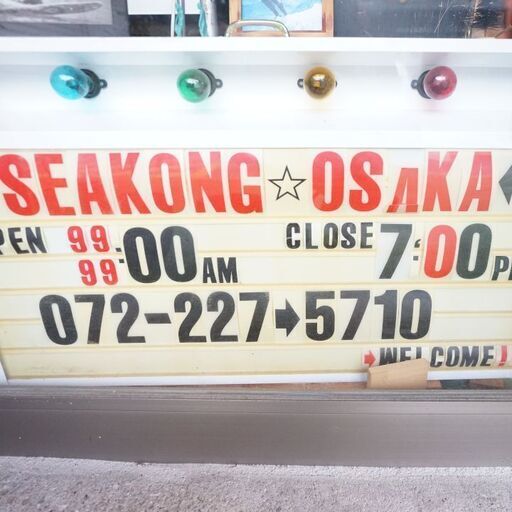 SEAKONG☆OSAKA
PEN 99:00AM CLOSE 7:00P
99
072-227➔5710
➔WELCOME!